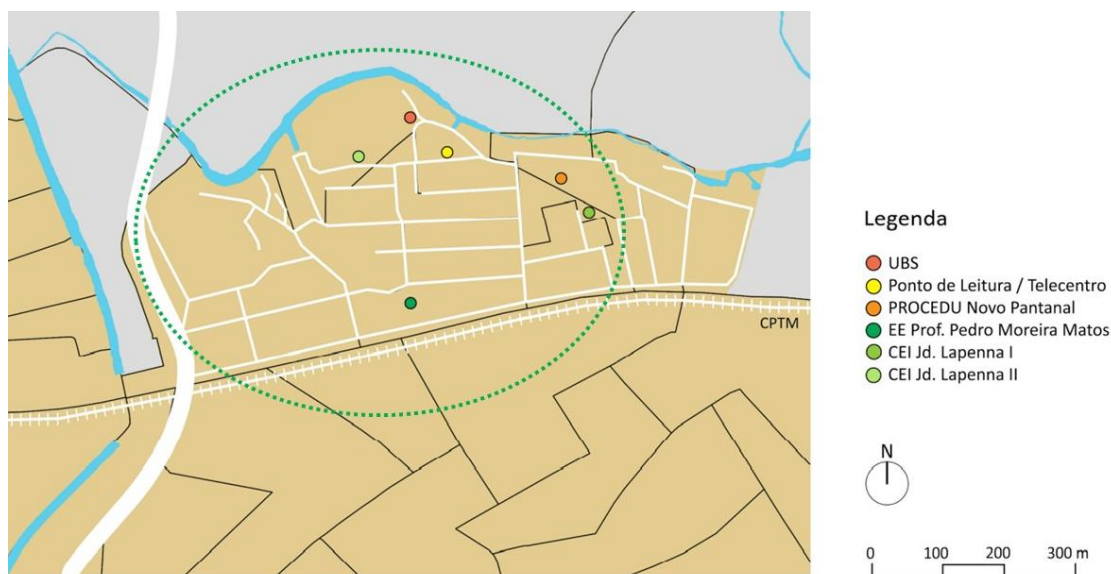 CPTM
Legenda
UBS
Ponto de Leitura / Telecentro
PROCEDU Novo Pantanal
EE Prof. Pedro Moreira Matos
CEI Jd. Lapenna I
CEI Jd. Lapenna II
N
0 100 200 300 m